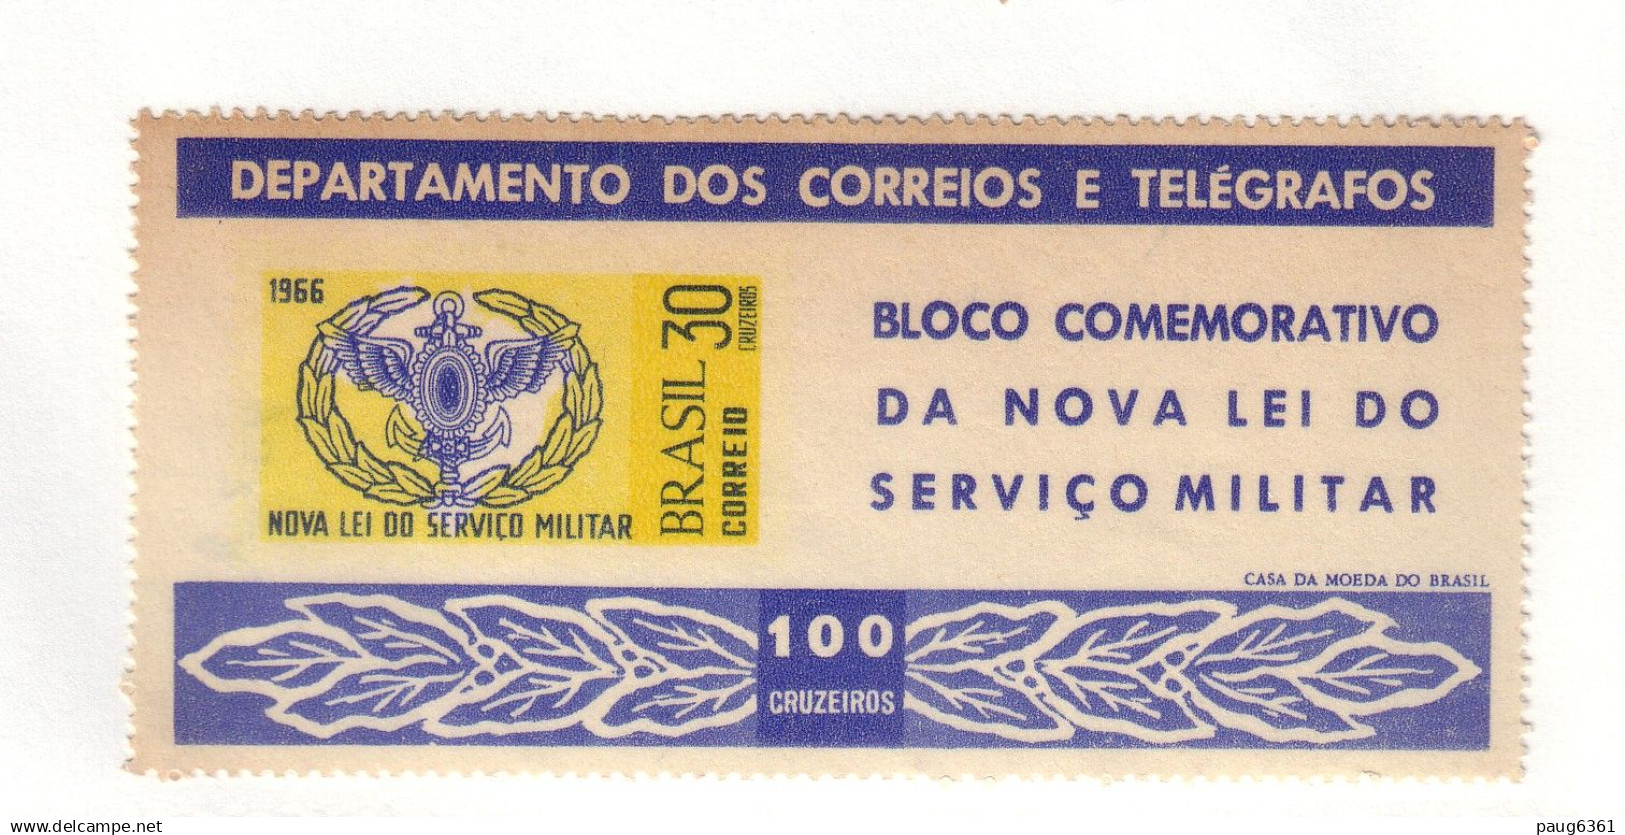 DEPARTAMENTO DOS CORREIOS E TELÉGRAFOS
1966
BRASIL 30
CRUZEIROS
CORREIO
NOVA LEI DO SERVIÇO MILITAR
BLOCO COMEMORATIVO
DA NOVA LEI DO
SERVIÇO MILITAR
CASA DA MOEDA DO BRASIL
100
CRUZEIROS
www.delcampe.net
paug6361